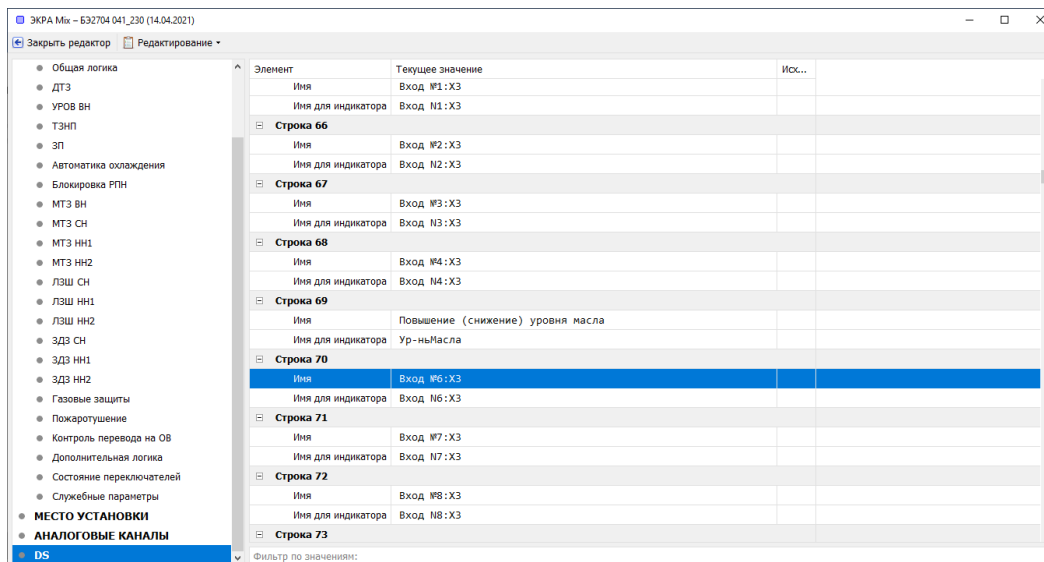 ЭКРА Mix – БЭ2704 041_230 (14.04.2021)
Закрыть редактор Редактирование
Общая логика
ДТЗ
УРОВ ВН
ТЗНП
ЗП
Автоматика охлаждения
Блокировка РПН
МТЗ ВН
МТЗ СН
МТЗ НН1
МТЗ НН2
ЛЗШ СН
ЛЗШ НН1
ЛЗШ НН2
ЗДЗ СН
ЗДЗ НН1
ЗДЗ НН2
Газовые защиты
Пожаротушение
Контроль перевода на ОВ
Дополнительная логика
Состояние переключателей
Служебные параметры
МЕСТО УСТАНОВКИ
АНАЛОГОВЫЕ КАНАЛЫ
DS
Элемент Текущее значение Исх...
Имя Вход №1:X3
Имя для индикатора Вход N1:X3
Строка 66
Имя Вход №2:X3
Имя для индикатора Вход N2:X3
Строка 67
Имя Вход №3:X3
Имя для индикатора Вход N3:X3
Строка 68
Имя Вход №4:X3
Имя для индикатора Вход N4:X3
Строка 69
Имя Повышение (снижение) уровня масла
Имя для индикатора Ур-ньМасла
Строка 70
Имя Вход №6:X3
Имя для индикатора Вход N6:X3
Строка 71
Имя Вход №7:X3
Имя для индикатора Вход N7:X3
Строка 72
Имя Вход №8:X3
Имя для индикатора Вход N8:X3
Строка 73
Фильтр по значениям: